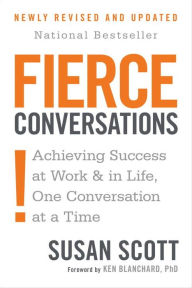 NEWLY REVISED AND UPDATED
National Bestseller
FIERCE
CONVERSATIONS
!
Achieving Success
at Work & in Life,
One Conversation
at a Time
SUSAN SCOTT
Foreword by KEN BLANCHARD, PhD